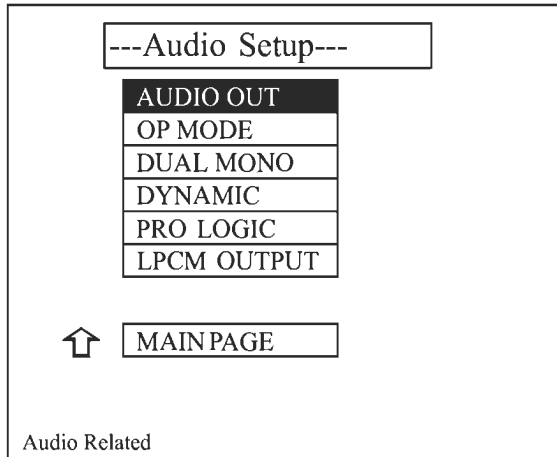 ---Audio Setup---
AUDIO OUT
OP MODE
DUAL MONO
DYNAMIC
PRO LOGIC
LPCM OUTPUT
MAIN PAGE
Audio Related